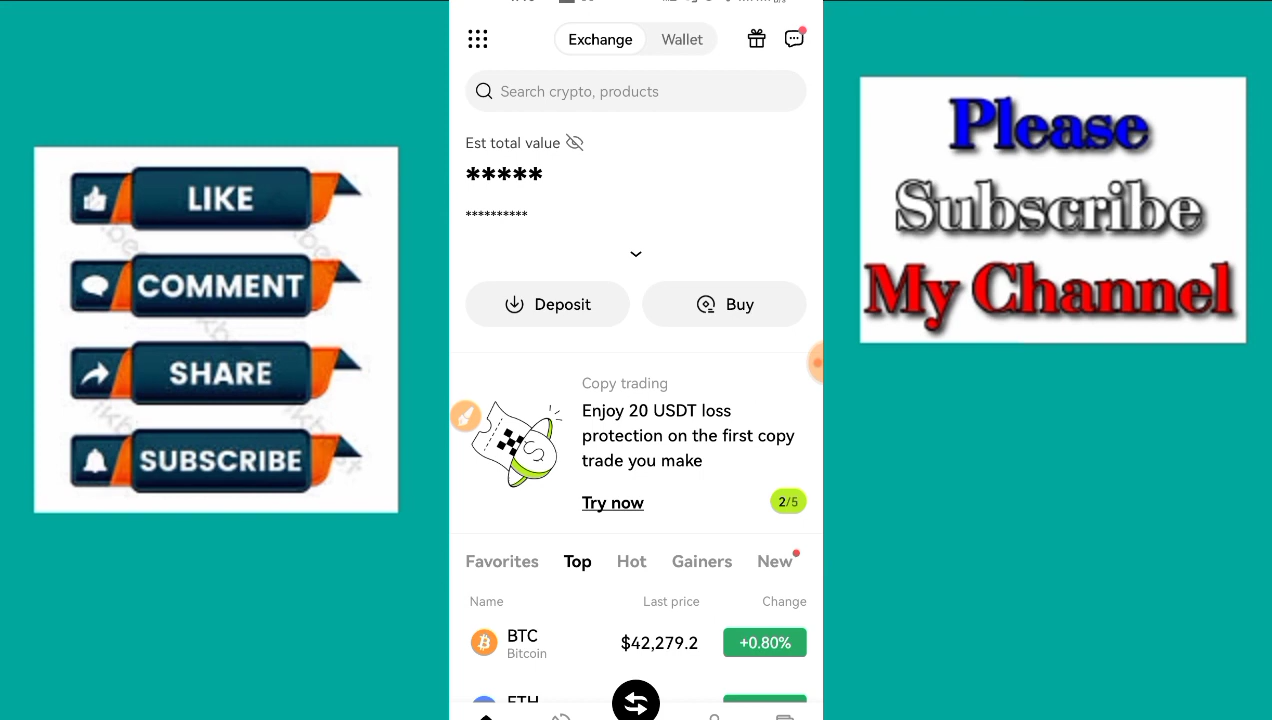 LIKE
COMMENT
SHARE
SUBSCRIBE
Exchange
Wallet
Search crypto, products
Est total value
*****
**********
Deposit
Buy
Copy trading
Enjoy 20 USDT loss
protection on the first copy
trade you make
Try now
2/5
Favorites Top Hot Gainers New
Name Last price Change
BTC $42,279.2 +0.80%
Bitcoin
ETH
Please
Subscribe
My Channel